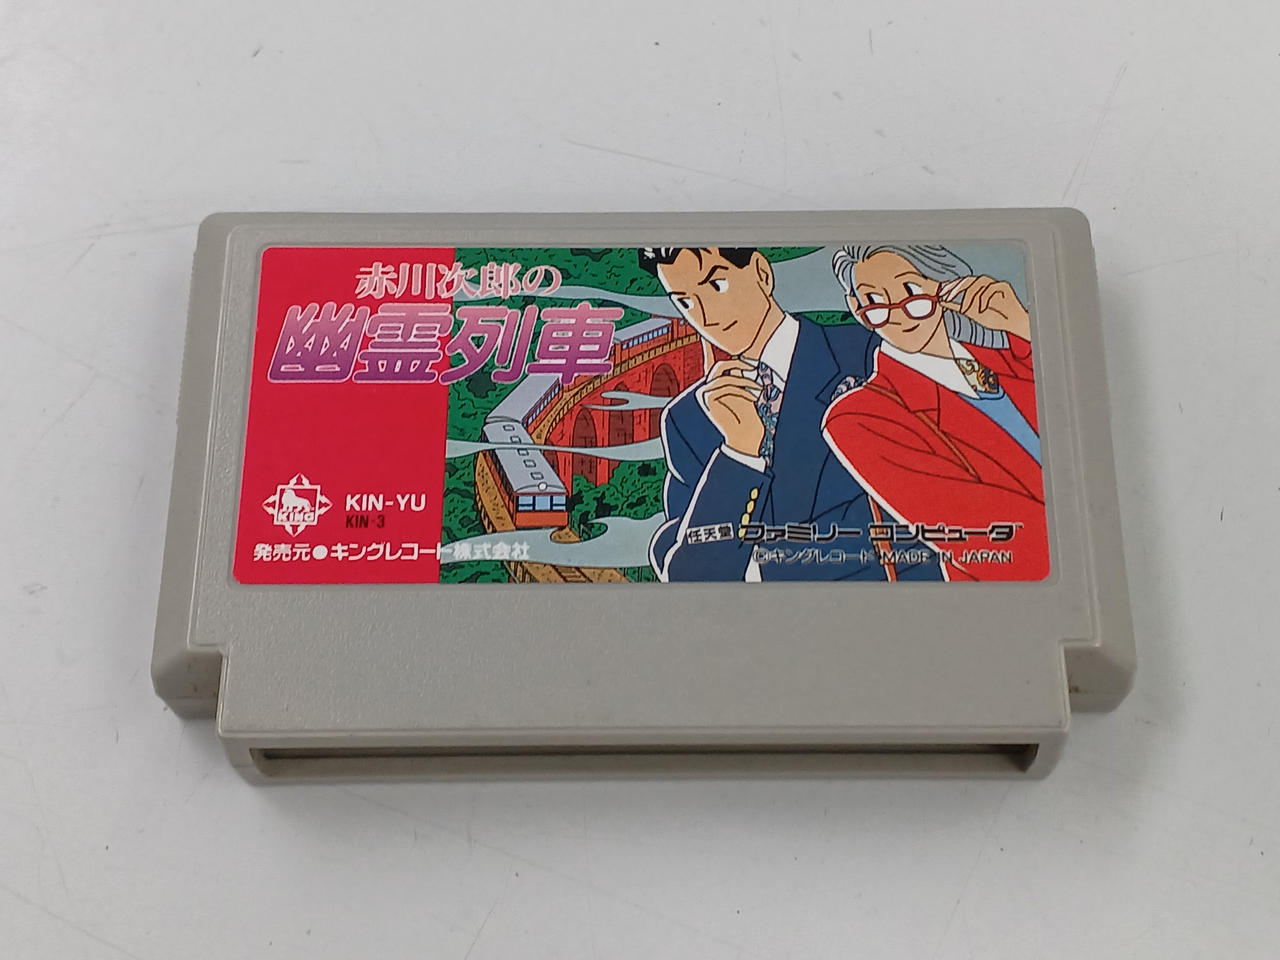 赤川次郎の
幽霊列車
KING
KIN-YU
KIN-3
発売元●キングレコード株式会社
任天堂 ファミリーコンピュータ™
©キングレコード MADE IN JAPAN